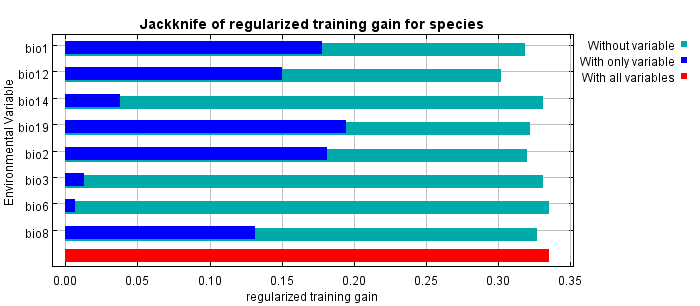 Jackknife of regularized training gain for species
Environmental Variable
bio1
bio12
bio14
bio19
bio2
bio3
bio6
bio8
0.00 0.05 0.10 0.15 0.20 0.25 0.30 0.35
regularized training gain
Without variable
With only variable
With all variables